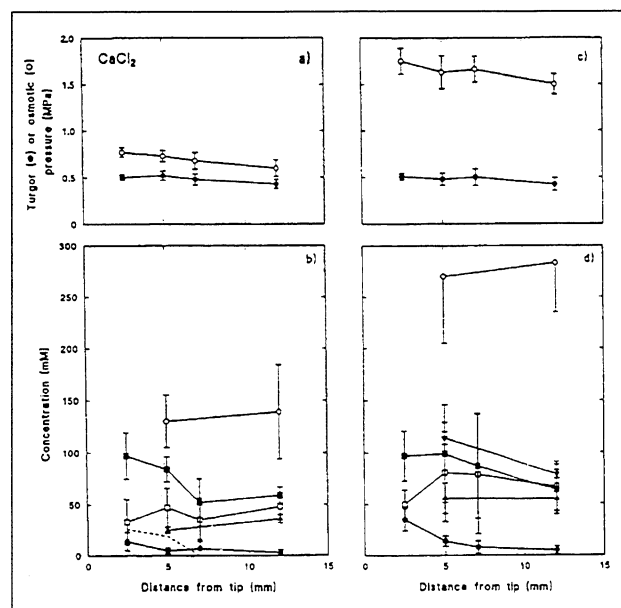 CaCl2
a)
c)
Turgor (●) or osmotic (o)
pressure (MPa)
2.0
1.5
1.0
0.5
0
b)
d)
Concentration (mM)
300
250
200
150
100
50
0
0 5 10 15
0 5 10 15
Distance from tip (mm)
Distance from tip (mm)